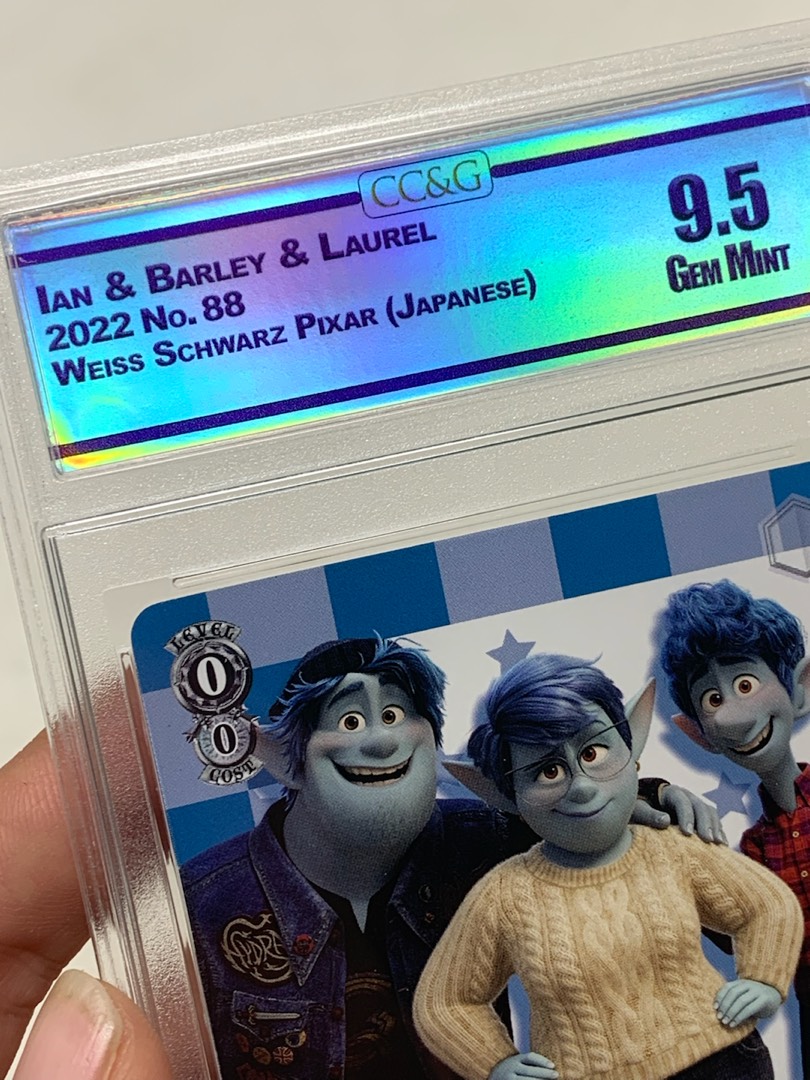 CC&G
IAN & BARLEY & LAUREL
2022 NO. 88
WEISS SCHWARZ PIXAR (JAPANESE)
9.5
GEM MINT
LEVEL
0
0
COST